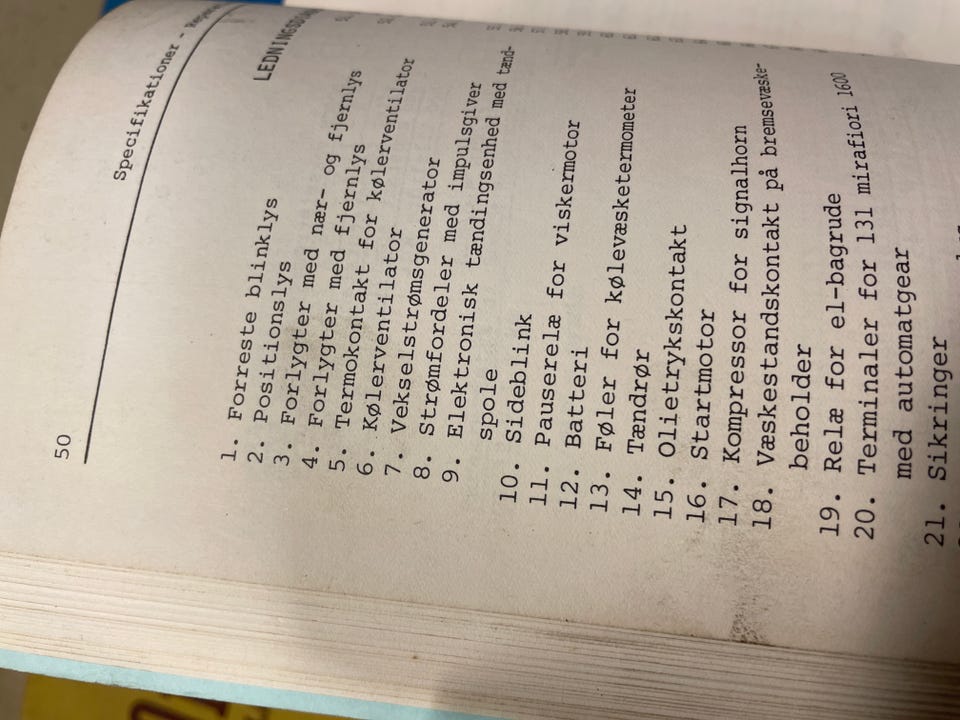 50
Specifikationer -
1. Forreste blinklys
2. Positionslys
3. Forlygter med nær- og fjernlys
4. Forlygter med fjernlys
5. Termokontakt for kølerventilator
6. Kølerventilator
7. Vekselstrømsgenerator
8. Strømfordeler med impulsgiver
9. Elektronisk tændingsenhed med tænd-
spole
10. Sideblink
11. Pauserelæ for viskermotor
12. Batteri
13. Føler for kølevæsketermometer
14. Tændrør
15. Olietrykskontakt
16. Startmotor
17. Kompressor for signalhorn
18. Væskestandskontakt på bremsevæske-
beholder
19. Relæ for el-bagrude
20. Terminaler for 131 mirafiori 1600
med automatgear
21. Sikringer